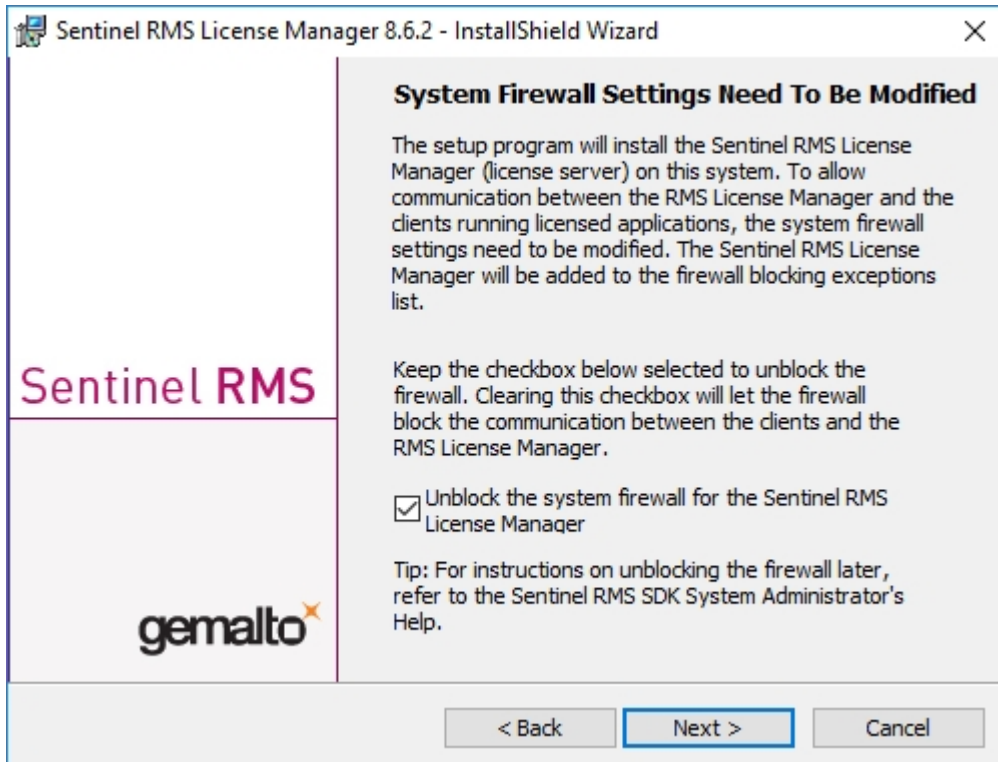 Sentinel RMS License Manager 8.6.2 - InstallShield Wizard
System Firewall Settings Need To Be Modified
The setup program will install the Sentinel RMS License
Manager (license server) on this system. To allow
communication between the RMS License Manager and the
clients running licensed applications, the system firewall
settings need to be modified. The Sentinel RMS License
Manager will be added to the firewall blocking exceptions
list.
Keep the checkbox below selected to unblock the
firewall. Clearing this checkbox will let the firewall
block the communication between the clients and the
RMS License Manager.
Sentinel RMS
Unblock the system firewall for the Sentinel RMS
License Manager
Tip: For instructions on unblocking the firewall later,
refer to the Sentinel RMS SDK System Administrator's
Help.
gemalto
< Back
Next >
Cancel